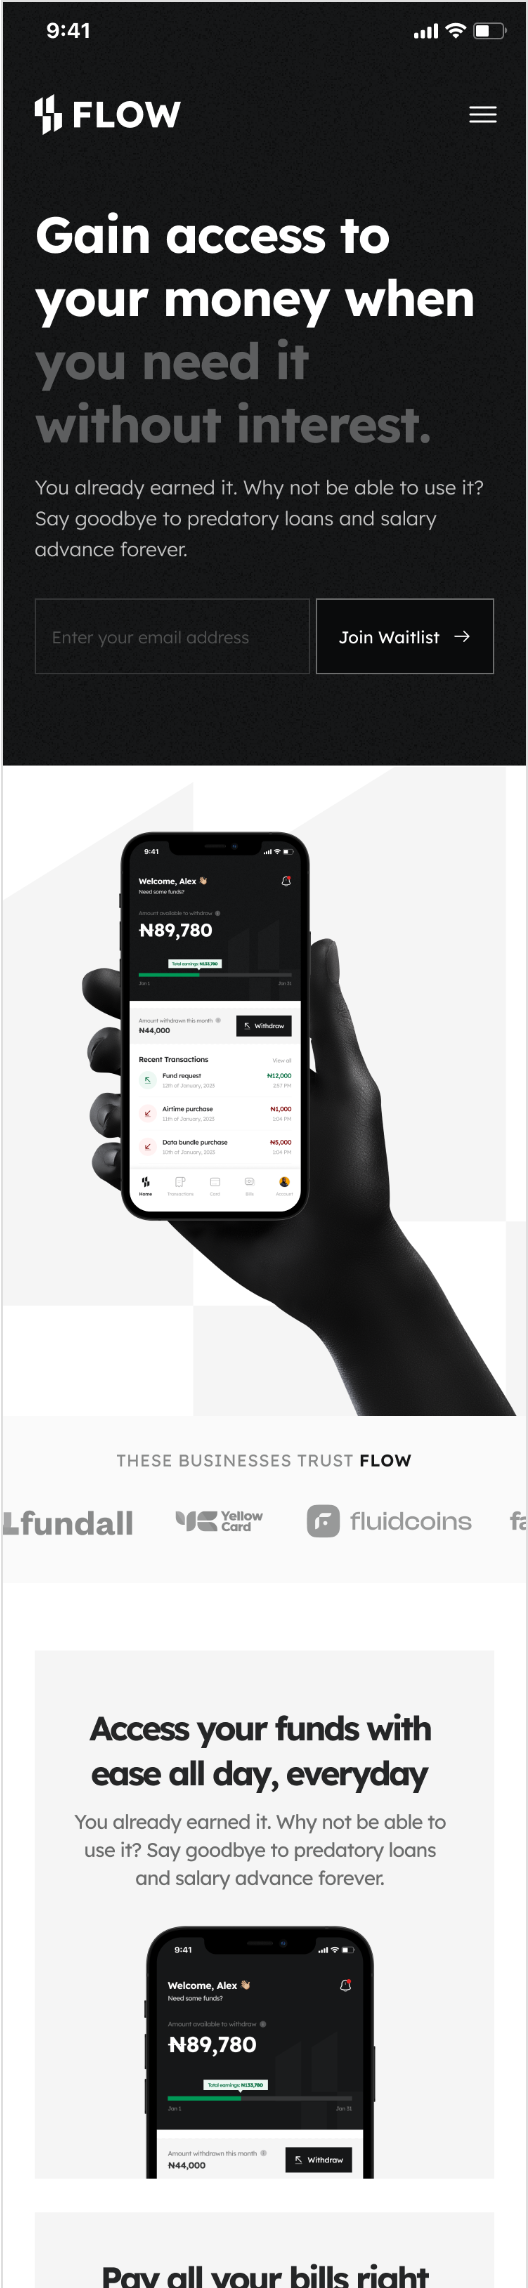 9:41
FLOW
Gain access to
your money when
you need it
without interest.
You already earned it. Why not be able to use it?
Say goodbye to predatory loans and salary
advance forever.
Enter your email address
Join Waitlist →
9:41
Welcome, Alex 👋🏼
Need some funds?
Amount available to withdraw
₦89,780
Total earnings: ₦133,780
Jan 1 Jan 31
Amount withdrawn this month
₦44,000
Withdraw
Recent Transactions View all
Fund request ₦12,000
12th of January, 2023 2:57 PM
Airtime purchase ₦1,000
11th of January, 2023 1:04 PM
Data bundle purchase ₦5,000
10th of January, 2023 1:04 PM
Home Transactions Card Bills Account
THESE BUSINESSES TRUST FLOW
fundall
Yellow
Card
fluidcoins
fa
Access your funds with
ease all day, everyday
You already earned it. Why not be able to
use it? Say goodbye to predatory loans
and salary advance forever.
9:41
Welcome, Alex 👋🏼
Need some funds?
Amount available to withdraw
₦89,780
Total earnings: ₦133,780
Jan 1 Jan 31
Amount withdrawn this month
₦44,000
Withdraw
Pay all your bills right